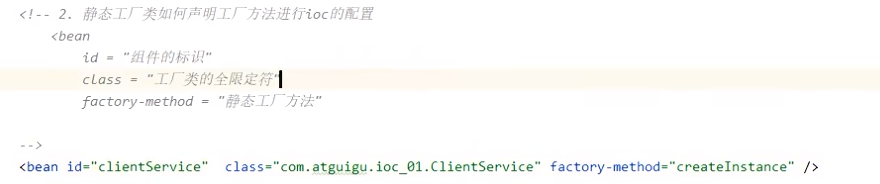 <!-- 2. 静态工厂类如何声明工厂方法进行ioc的配置
<bean
id = "组件的标识"
class = "工厂类的全限定符"
factory-method = "静态工厂方法"
-->
<bean id="clientService"  class="com.atguigu.ioc_01.ClientService" factory-method="createInstance" />